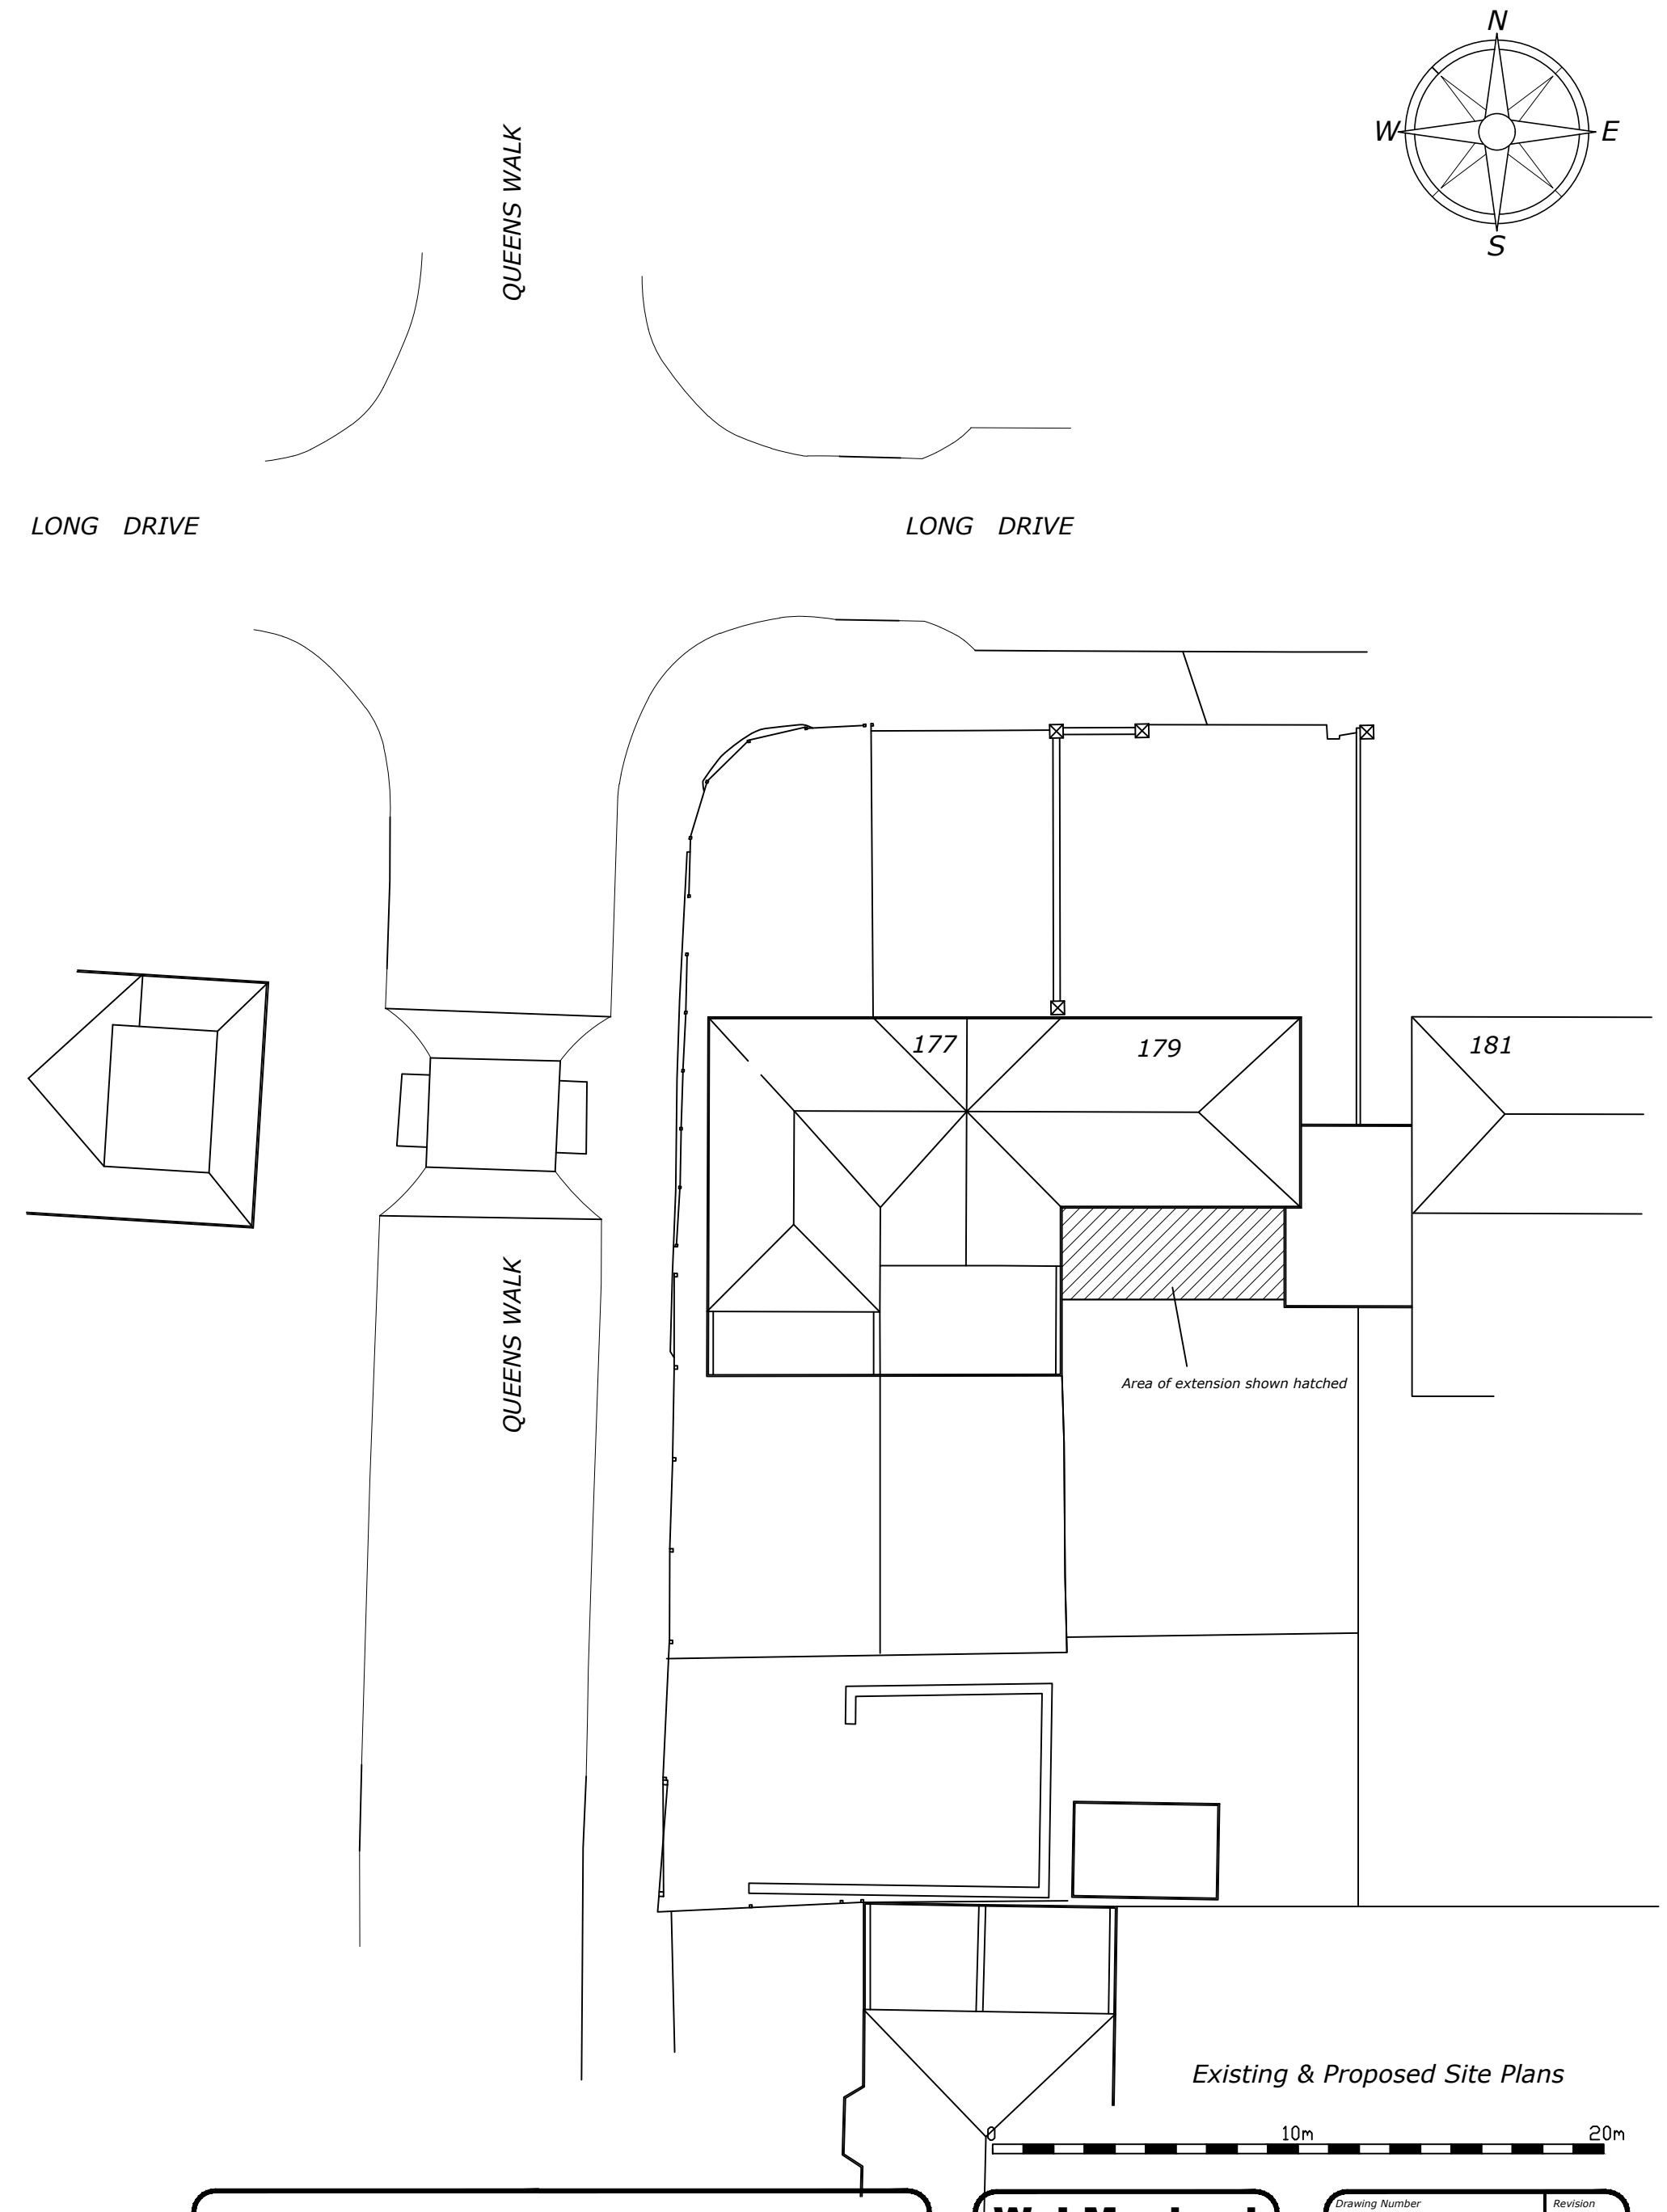 N
W E
S
QUEENS WALK
LONG DRIVE
LONG DRIVE
177
179
181
QUEENS WALK
Area of extension shown hatched
Existing & Proposed Site Plans
0 10m 20m
Drawing Number
Revision